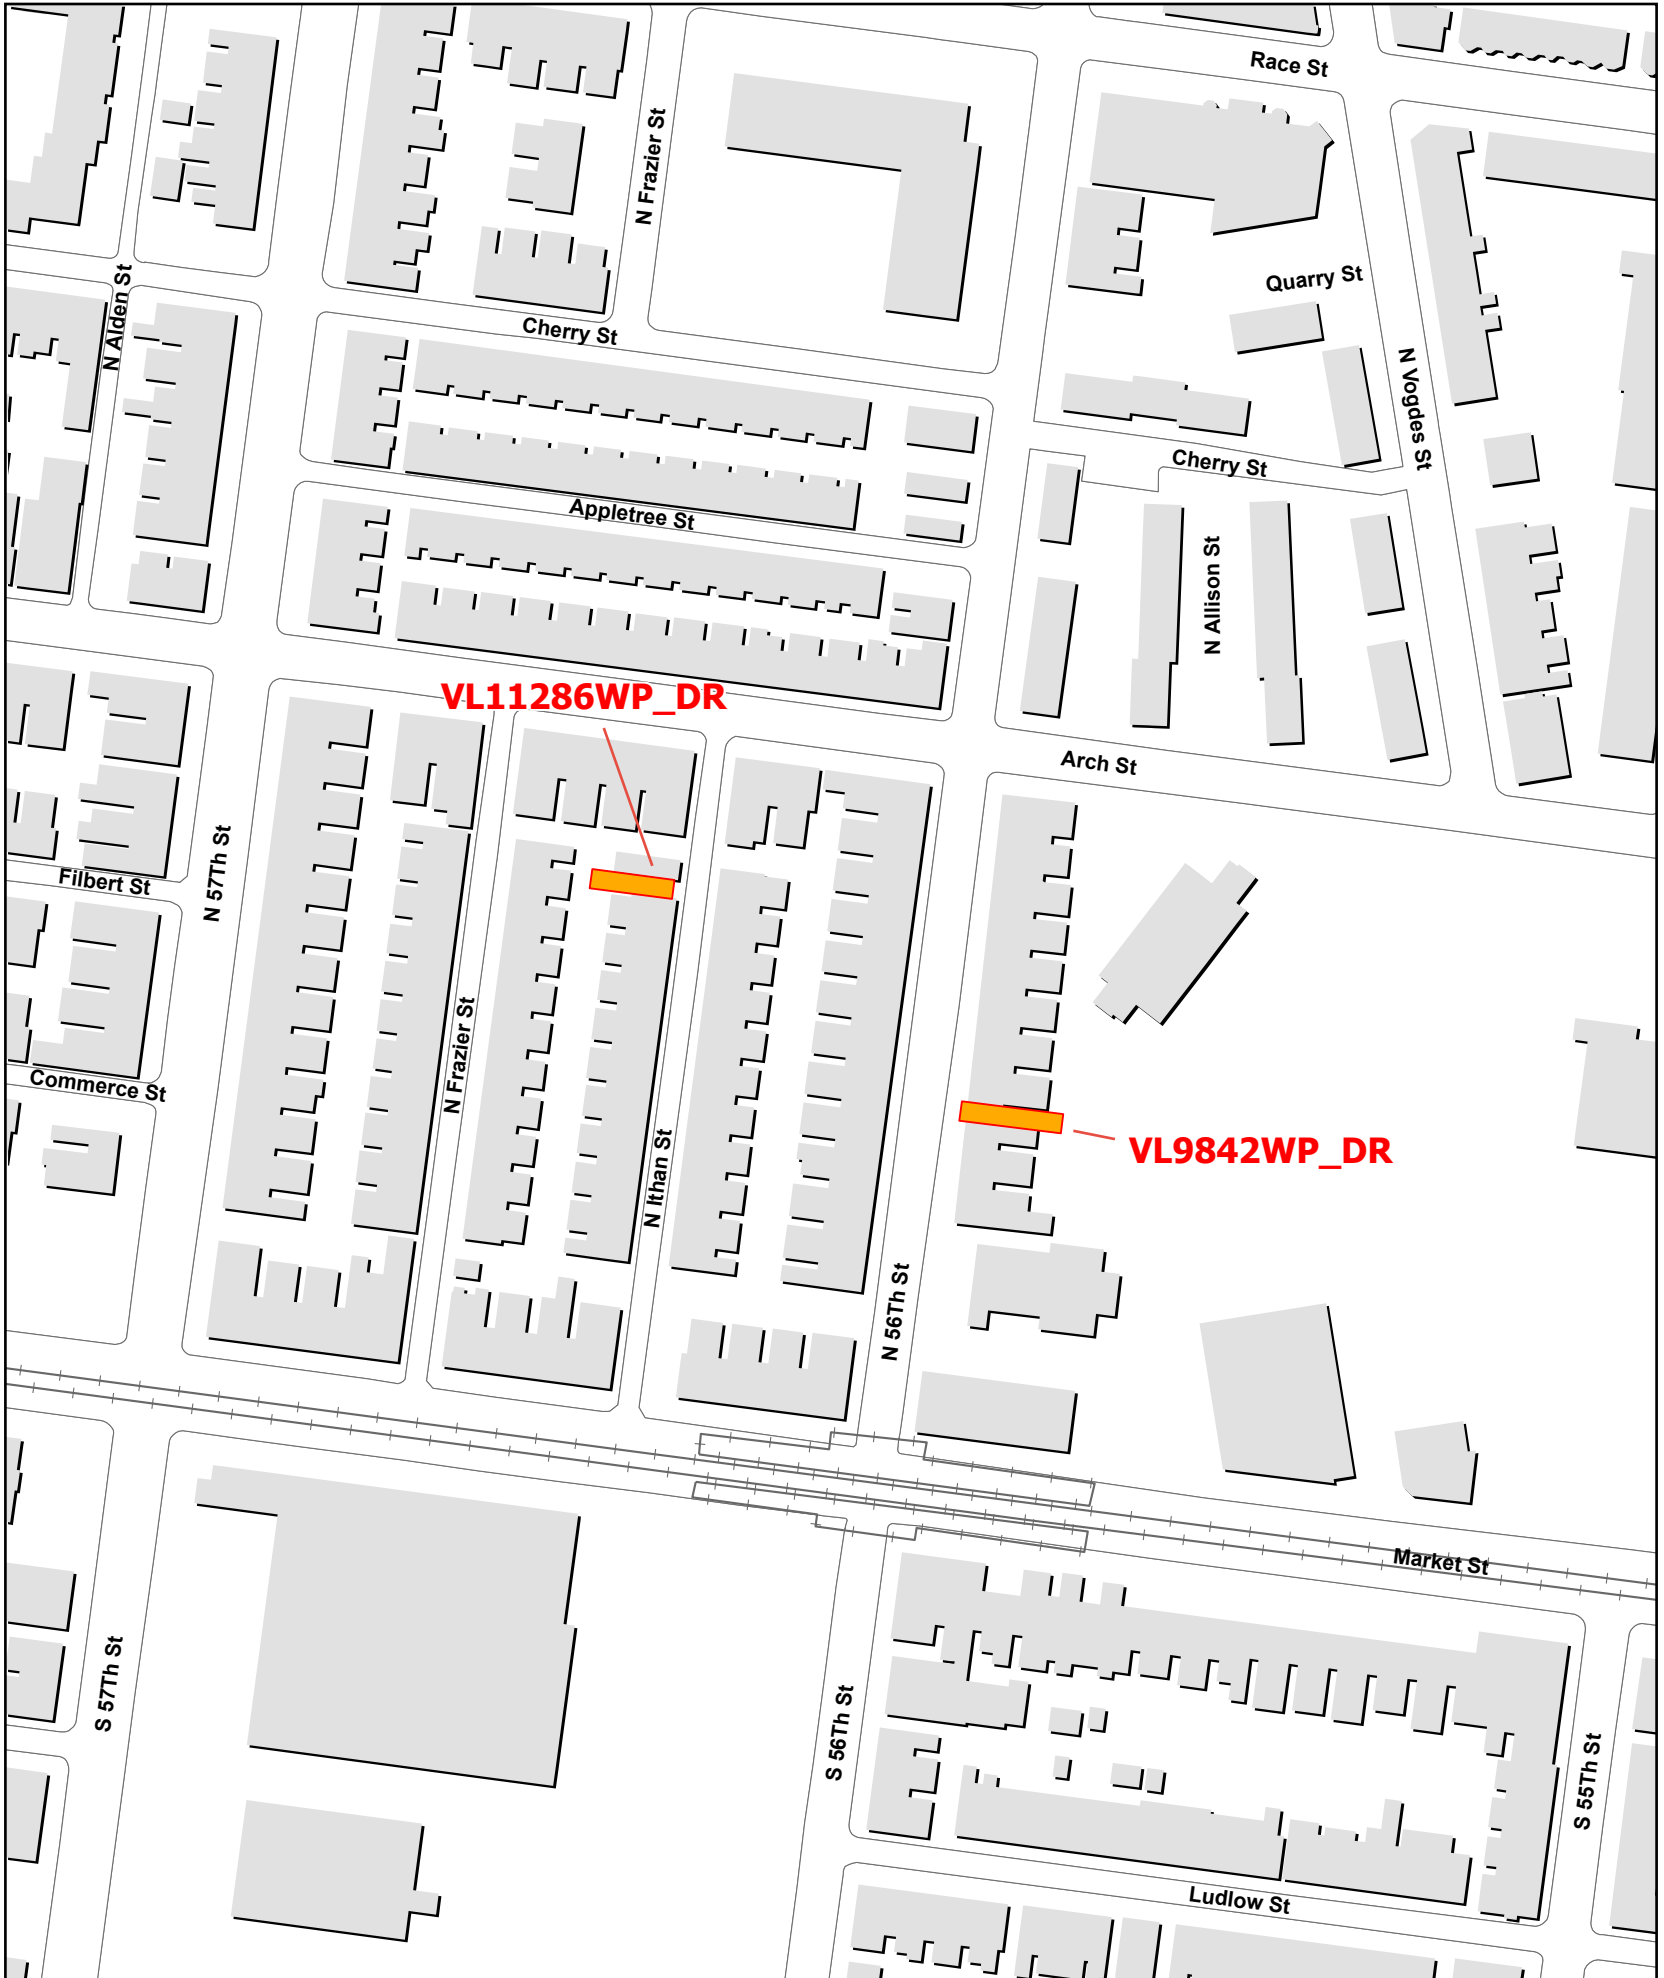 Race St
N Frazier St
Quarry St
N Alden St
Cherry St
N Vogdes St
Cherry St
Appletree St
N Allison St
VL11286WP_DR
Arch St
N 57Th St
Filbert St
N Frazier St
Commerce St
VL9842WP_DR
N Ithan St
N 56Th St
Market St
S 57Th St
S 56Th St
S 55Th St
Ludlow St